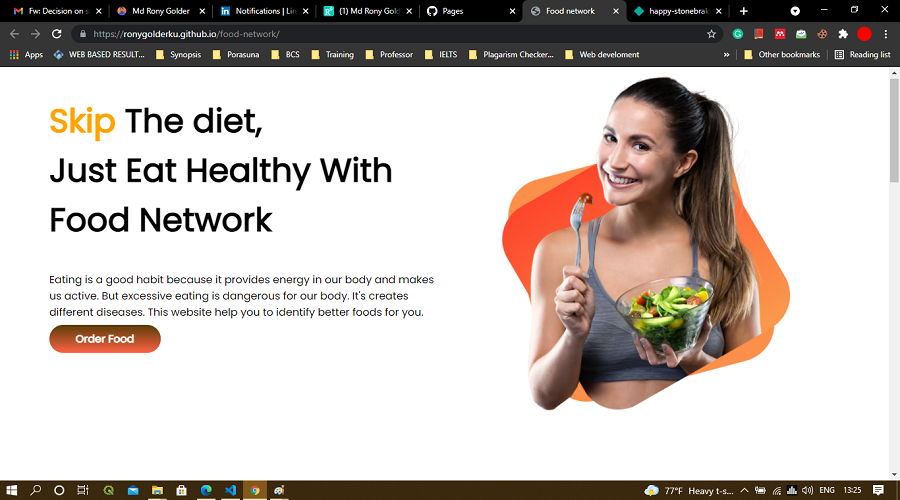 Fw: Decision on s
Md Rony Golder
Notifications | Lin
(1) Md Rony Gold
Pages
Food network
happy-stonebrak
https://ronygolderku.github.io/food-network/
Apps
WEB BASED RESULT...
Synopsis
Porasuna
BCS
Training
Professor
IELTS
Plagarism Checker...
Web develoment
»
Other bookmarks
Reading list
Skip The diet,
Just Eat Healthy With
Food Network
Eating is a good habit because it provides energy in our body and makes
us active. But excessive eating is dangerous for our body. It's creates
different diseases. This website help you to identify better foods for you.
Order Food
77°F Heavy t-s...
ENG
13:25